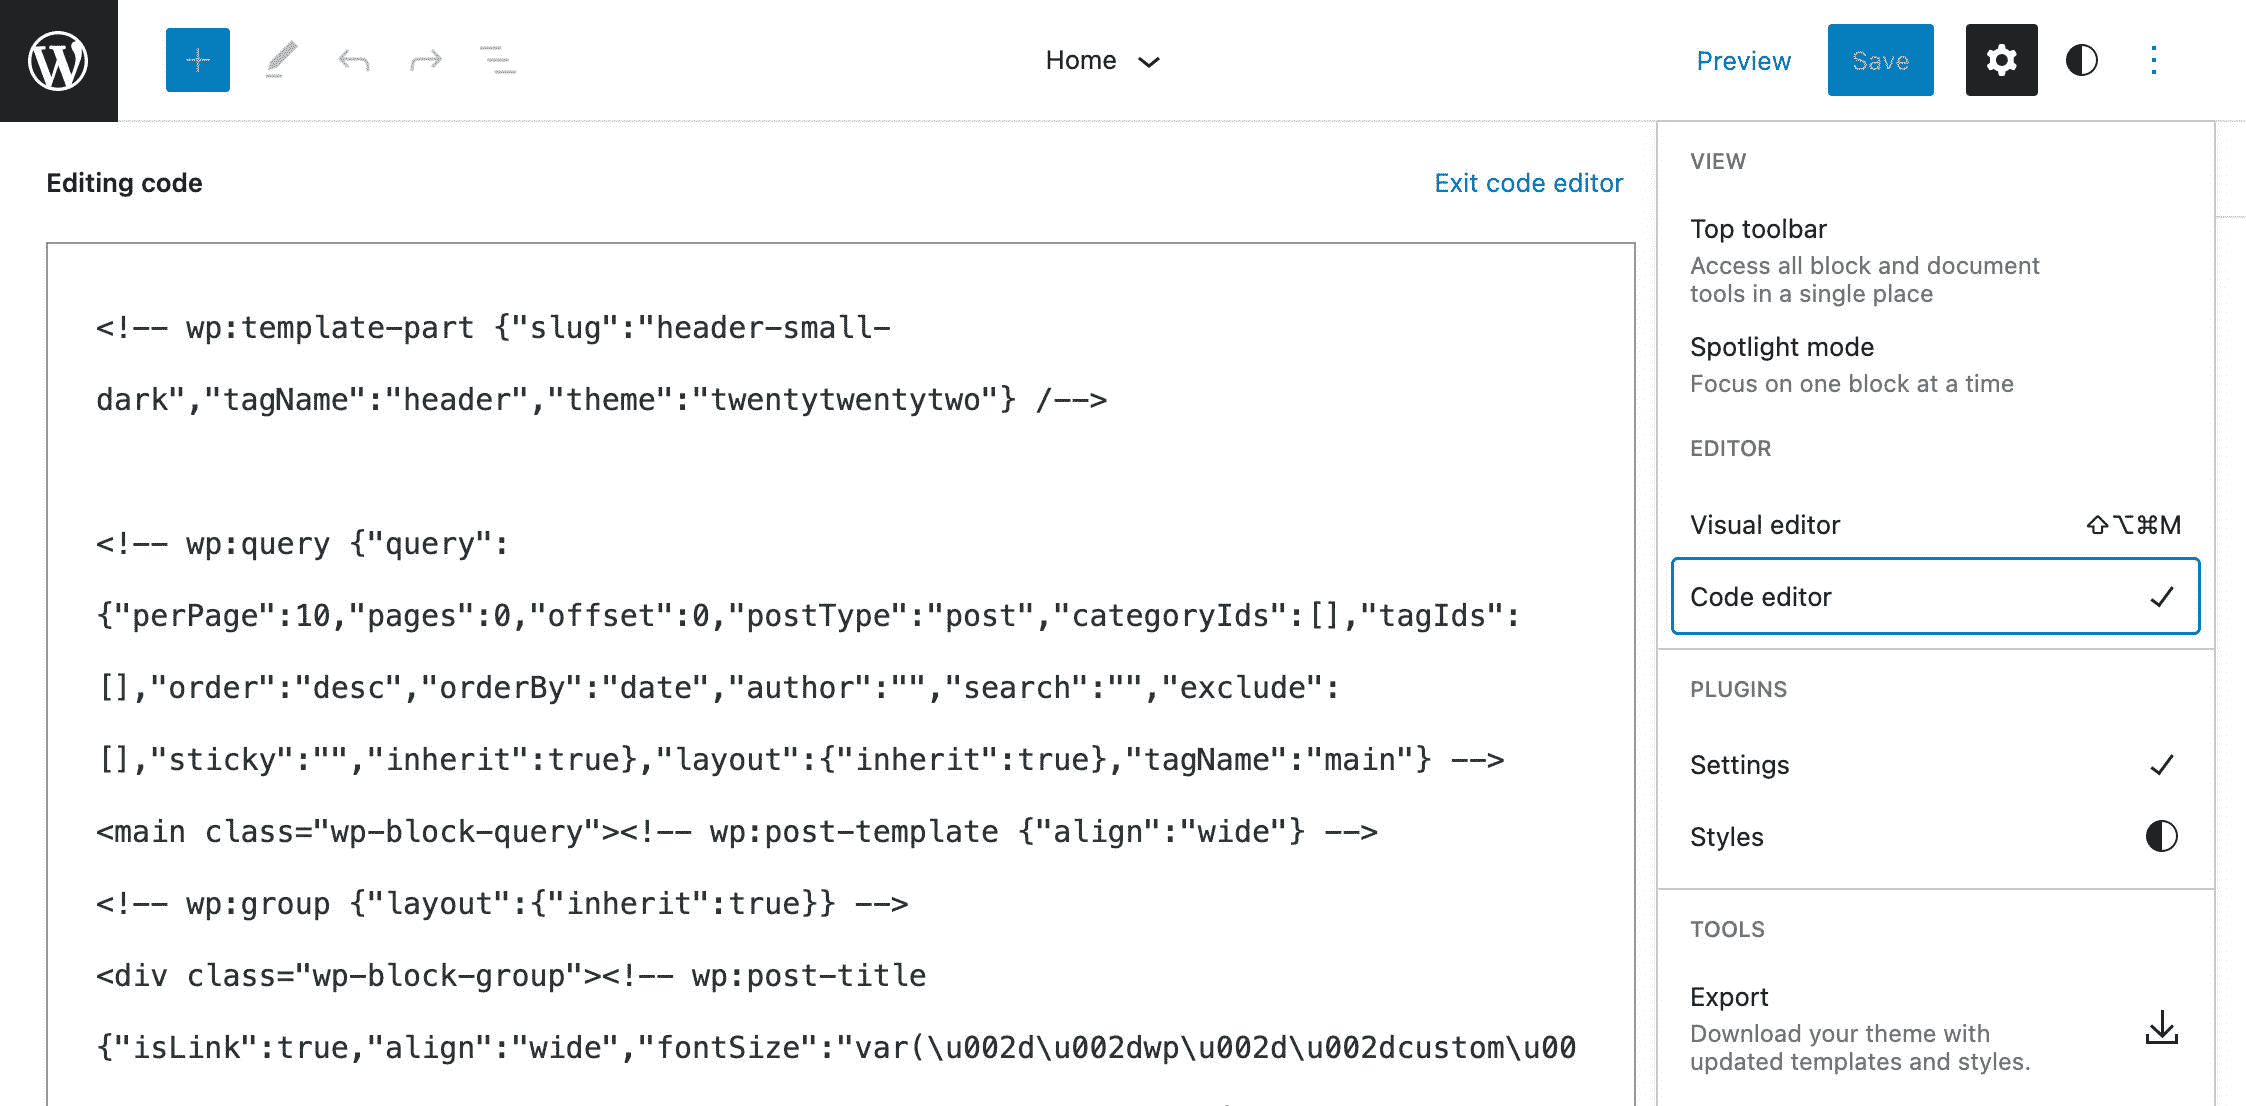 Home
Preview
Save
Editing code
Exit code editor
<!-- wp:template-part {"slug":"header-small-
dark","tagName":"header","theme":"twentytwentytwo"} /-->
<!-- wp:query {"query":
{"perPage":10,"pages":0,"offset":0,"postType":"post","categoryIds":[],"tagIds":
[],"order":"desc","orderBy":"date","author":"","search":"","exclude":
[],"sticky":"","inherit":true},"layout":{"inherit":true},"tagName":"main"} -->
<main class="wp-block-query"><!-- wp:post-template {"align":"wide"} -->
<!-- wp:group {"layout":{"inherit":true}} -->
<div class="wp-block-group"><!-- wp:post-title
{"isLink":true,"align":"wide","fontSize":"var(\u002d\u002dwp\u002d\u002dcustom\u00
VIEW
Top toolbar
Access all block and document
tools in a single place
Spotlight mode
Focus on one block at a time
EDITOR
Visual editor ⇧⌥⌘M
Code editor
PLUGINS
Settings
Styles
TOOLS
Export
Download your theme with
updated templates and styles.